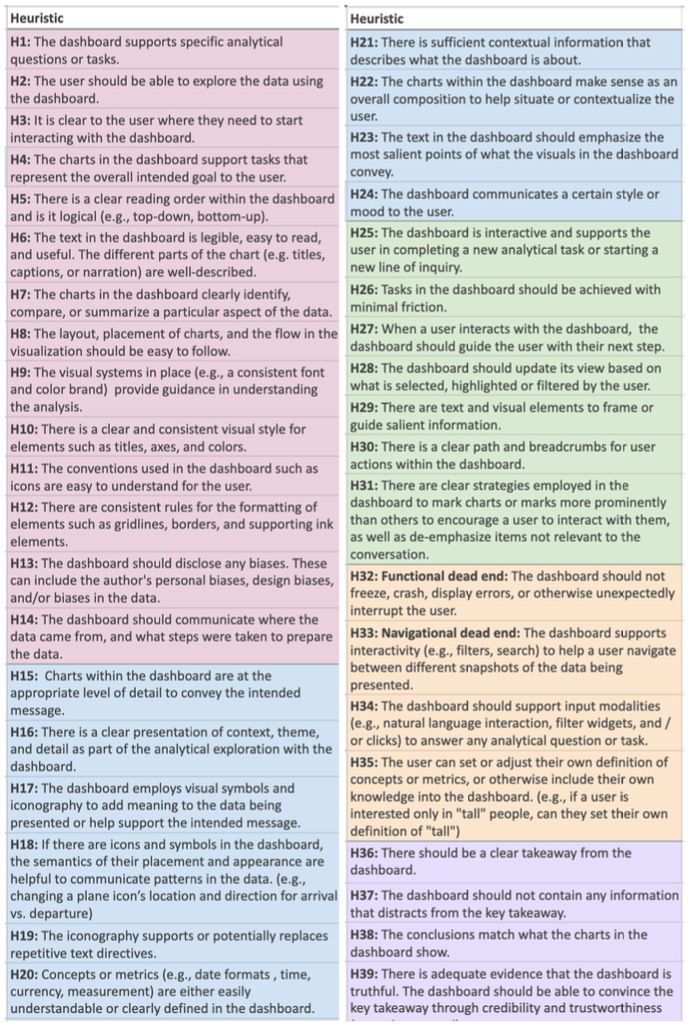 Heuristic
H1: The dashboard supports specific analytical
questions or tasks.
H2: The user should be able to explore the data using
the dashboard.
H3: It is clear to the user where they need to start
interacting with the dashboard.
H4: The charts in the dashboard support tasks that
represent the overall intended goal to the user.
H5: There is a clear reading order within the dashboard
and is it logical (e.g., top-down, bottom-up).
H6: The text in the dashboard is legible, easy to read,
and useful. The different parts of the chart (e.g. titles,
captions, or narration) are well-described.
H7: The charts in the dashboard clearly identify,
compare, or summarize a particular aspect of the data.
H8: The layout, placement of charts, and the flow in the
visualization should be easy to follow.
H9: The visual systems in place (e.g., a consistent font
and color brand) provide guidance in understanding
the analysis.
H10: There is a clear and consistent visual style for
elements such as titles, axes, and colors.
H11: The conventions used in the dashboard such as
icons are easy to understand for the user.
H12: There are consistent rules for the formatting of
elements such as gridlines, borders, and supporting ink
elements.
H13: The dashboard should disclose any biases. These
can include the author's personal biases, design biases,
and/or biases in the data.
H14: The dashboard should communicate where the
data came from, and what steps were taken to prepare
the data.
H15: Charts within the dashboard are at the
appropriate level of detail to convey the intended
message.
H16: There is a clear presentation of context, theme,
and detail as part of the analytical exploration with the
dashboard.
H17: The dashboard employs visual symbols and
iconography to add meaning to the data being
presented or help support the intended message.
H18: If there are icons and symbols in the dashboard,
the semantics of their placement and appearance are
helpful to communicate patterns in the data. (e.g.,
changing a plane icon's location and direction for arrival
vs. departure)
H19: The iconography supports or potentially replaces
repetitive text directives.
H20: Concepts or metrics (e.g., date formats , time,
currency, measurement) are either easily
understandable or clearly defined in the dashboard.
Heuristic
H21: There is sufficient contextual information that
describes what the dashboard is about.
H22: The charts within the dashboard make sense as an
overall composition to help situate or contextualize the
user.
H23: The text in the dashboard should emphasize the
most salient points of what the visuals in the dashboard
convey.
H24: The dashboard communicates a certain style or
mood to the user.
H25: The dashboard is interactive and supports the
user in completing a new analytical task or starting a
new line of inquiry.
H26: Tasks in the dashboard should be achieved with
minimal friction.
H27: When a user interacts with the dashboard, the
dashboard should guide the user with their next step.
H28: The dashboard should update its view based on
what is selected, highlighted or filtered by the user.
H29: There are text and visual elements to frame or
guide salient information.
H30: There is a clear path and breadcrumbs for user
actions within the dashboard.
H31: There are clear strategies employed in the
dashboard to mark charts or marks more prominently
than others to encourage a user to interact with them,
as well as de-emphasize items not relevant to the
conversation.
H32: Functional dead end: The dashboard should not
freeze, crash, display errors, or otherwise unexpectedly
interrupt the user.
H33: Navigational dead end: The dashboard supports
interactivity (e.g., filters, search) to help a user navigate
between different snapshots of the data being
presented.
H34: The dashboard should support input modalities
(e.g., natural language interaction, filter widgets, and /
or clicks) to answer any analytical question or task.
H35: The user can set or adjust their own definition of
concepts or metrics, or otherwise include their own
knowledge into the dashboard. (e.g., if a user is
interested only in "tall" people, can they set their own
definition of "tall")
H36: There should be a clear takeaway from the
dashboard.
H37: The dashboard should not contain any information
that distracts from the key takeaway.
H38: The conclusions match what the charts in the
dashboard show.
H39: There is adequate evidence that the dashboard is
truthful. The dashboard should be able to convince the
key takeaway through credibility and trustworthiness